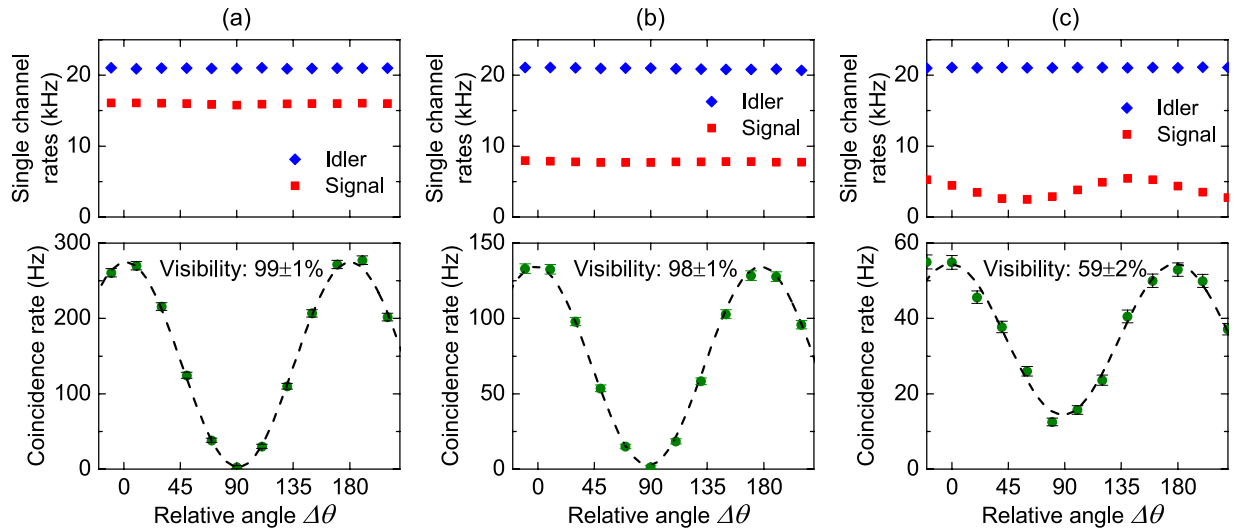 (a)
Single channel
rates (kHz)
20
10
0
Idler
Signal
Coincidence rate (Hz)
300
200
100
0
Visibility: 99±1%
0 45 90 135 180
Relative angle Δθ
(b)
Single channel
rates (kHz)
20
10
0
Idler
Signal
Coincidence rate (Hz)
150
100
50
0
Visibility: 98±1%
0 45 90 135 180
Relative angle Δθ
(c)
Single channel
rates (kHz)
20
10
0
Idler
Signal
Coincidence rate (Hz)
60
40
20
0
Visibility: 59±2%
0 45 90 135 180
Relative angle Δθ